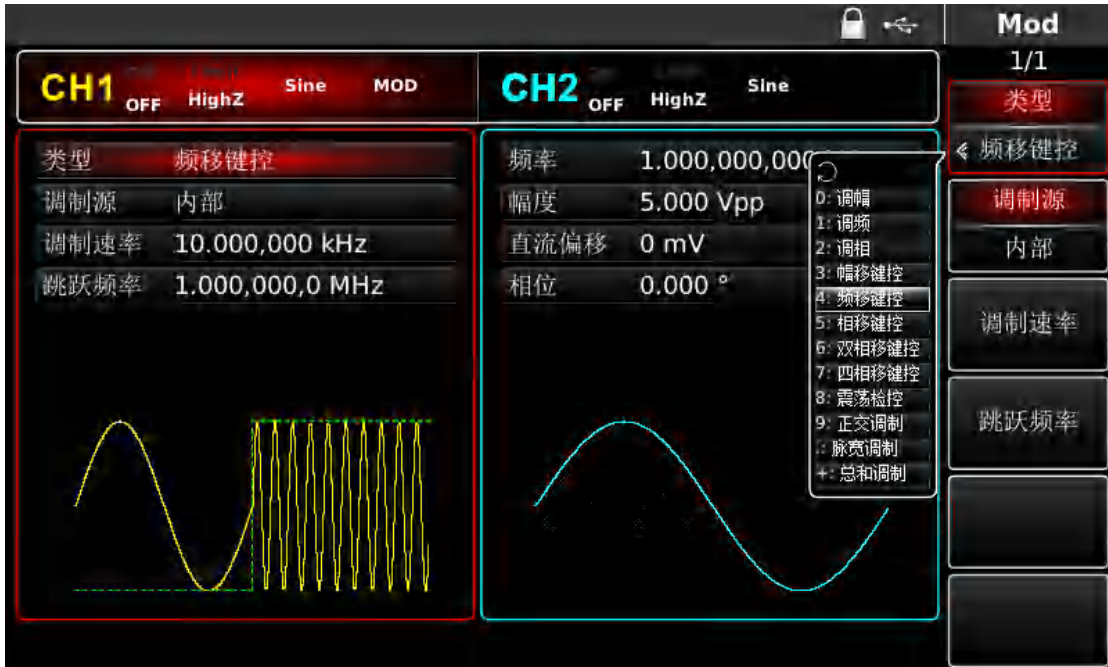 Mod
1/1
CH1 OFF HighZ Sine MOD
CH2 OFF HighZ Sine
类型 频移键控
调制源 内部
调制速率 10.000,000 kHz
跳跃频率 1.000,000,0 MHz
频率 1.000,000,000
幅度 5.000 Vpp
直流偏移 0 mV
相位 0.000 °
0: 调幅
1: 调频
2: 调相
3: 幅移键控
4: 频移键控
5: 相移键控
6: 双相移键控
7: 四相移键控
8: 震荡检控
9: 正交调制
.: 脉宽调制
+: 总和调制
类型
频移键控
调制源
内部
调制速率
跳跃频率